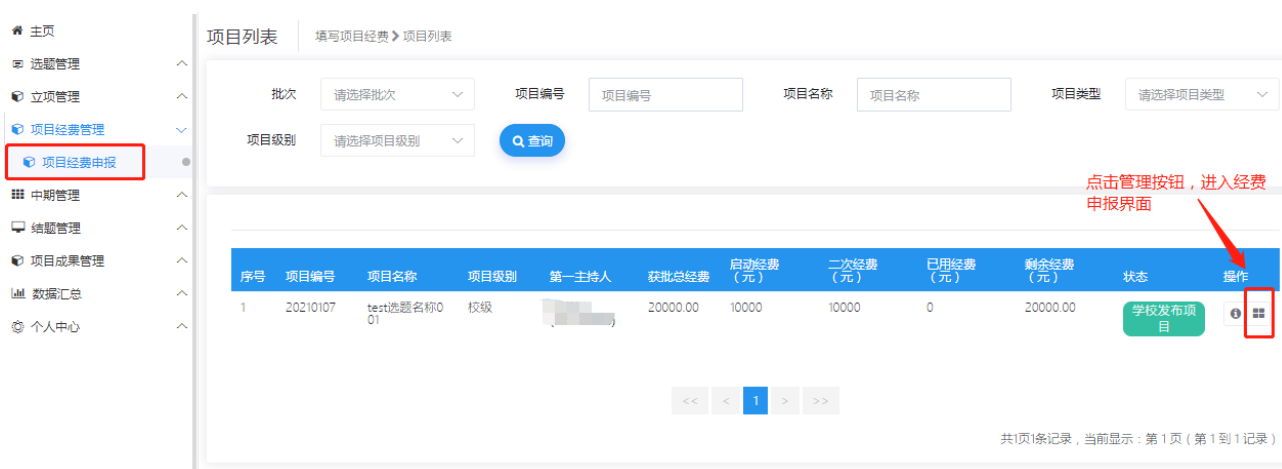 主页
选题管理
立项管理
项目经费管理
项目经费申报
中期管理
结题管理
项目成果管理
数据汇总
个人中心
项目列表
填写项目经费 项目列表
批次 请选择批次 项目编号 项目编号 项目名称 项目名称 项目类型 请选择项目类型
项目级别 请选择项目级别 查询
点击管理按钮，进入经费
申报界面
序号 项目编号 项目名称 项目级别 第一主持人 获批总经费 启动经费 二次经费 已用经费 剩余经费 状态 操作
（元） （元） （元） （元）
1 20210107 test选题名称0 校级 20000.00 10000 10000 0 20000.00 学校发布项
01 目
<< < 1 > >>
共1页1条记录，当前显示：第1页（第1到1记录）